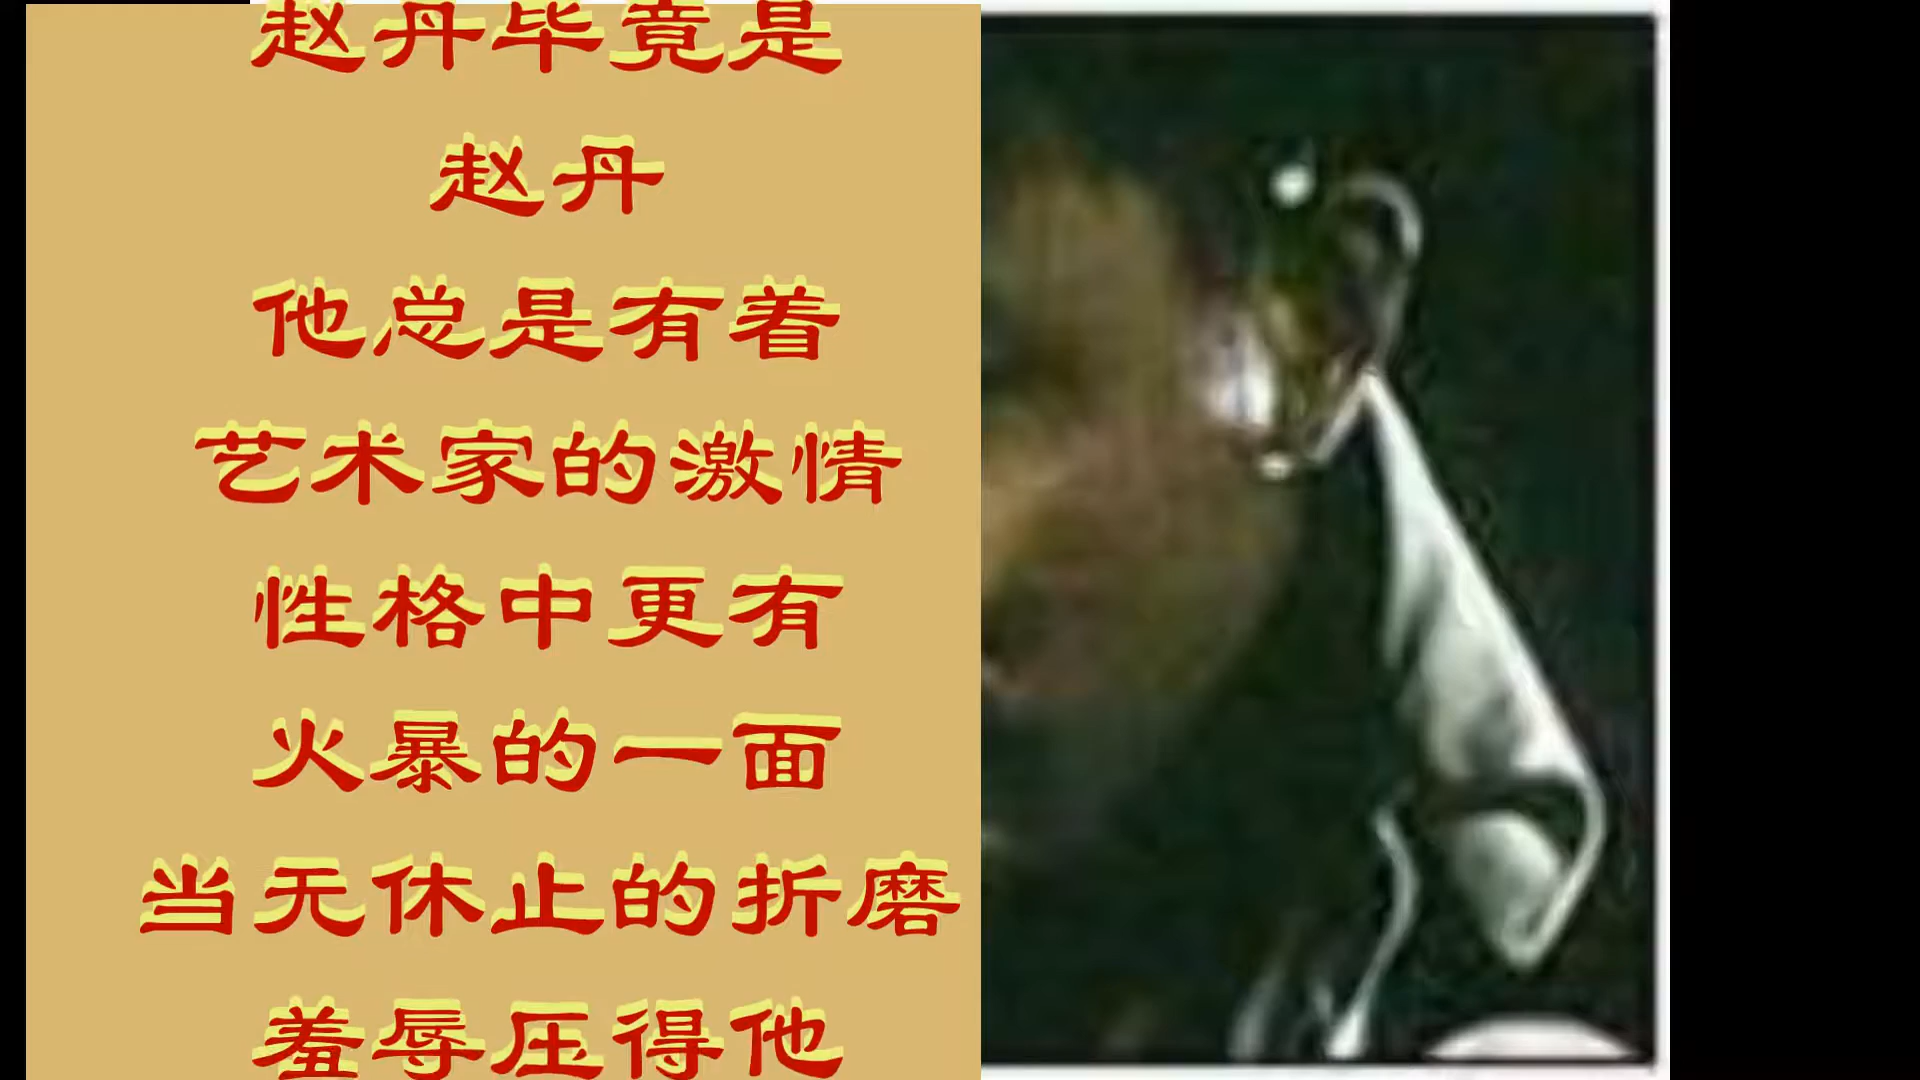 赵丹毕竟是
赵丹
他总是有着
艺术家的激情
性格中更有
火暴的一面
当无休止的折磨
羞辱压得他